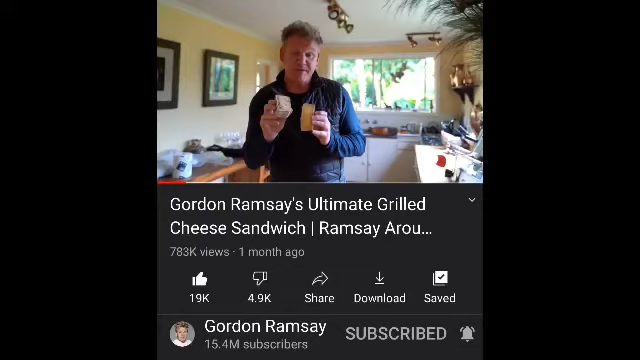 Gordon Ramsay's Ultimate Grilled
Cheese Sandwich | Ramsay Arou...
783K views · 1 month ago
19K
4.9K
Share
Download
Saved
Gordon Ramsay
15.4M subscribers
SUBSCRIBED